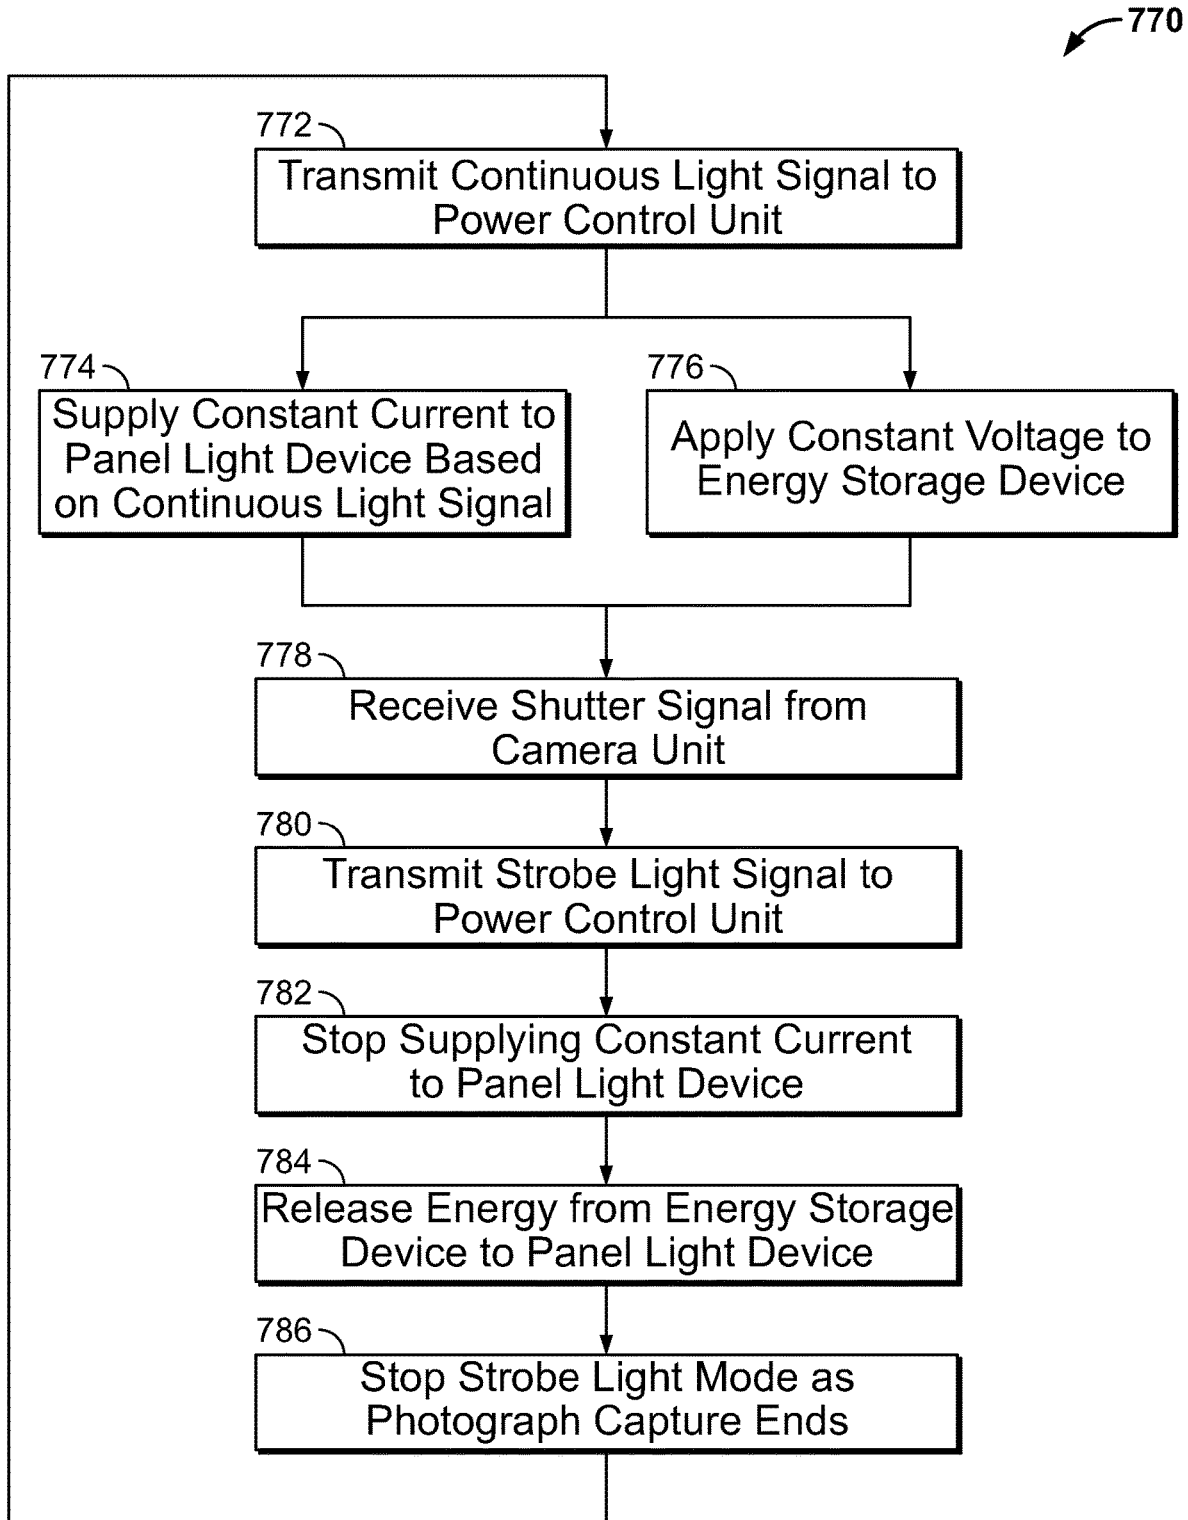 770
772
Transmit Continuous Light Signal to
Power Control Unit
774
Supply Constant Current to
Panel Light Device Based
on Continuous Light Signal
776
Apply Constant Voltage to
Energy Storage Device
778
Receive Shutter Signal from
Camera Unit
780
Transmit Strobe Light Signal to
Power Control Unit
782
Stop Supplying Constant Current
to Panel Light Device
784
Release Energy from Energy Storage
Device to Panel Light Device
786
Stop Strobe Light Mode as
Photograph Capture Ends